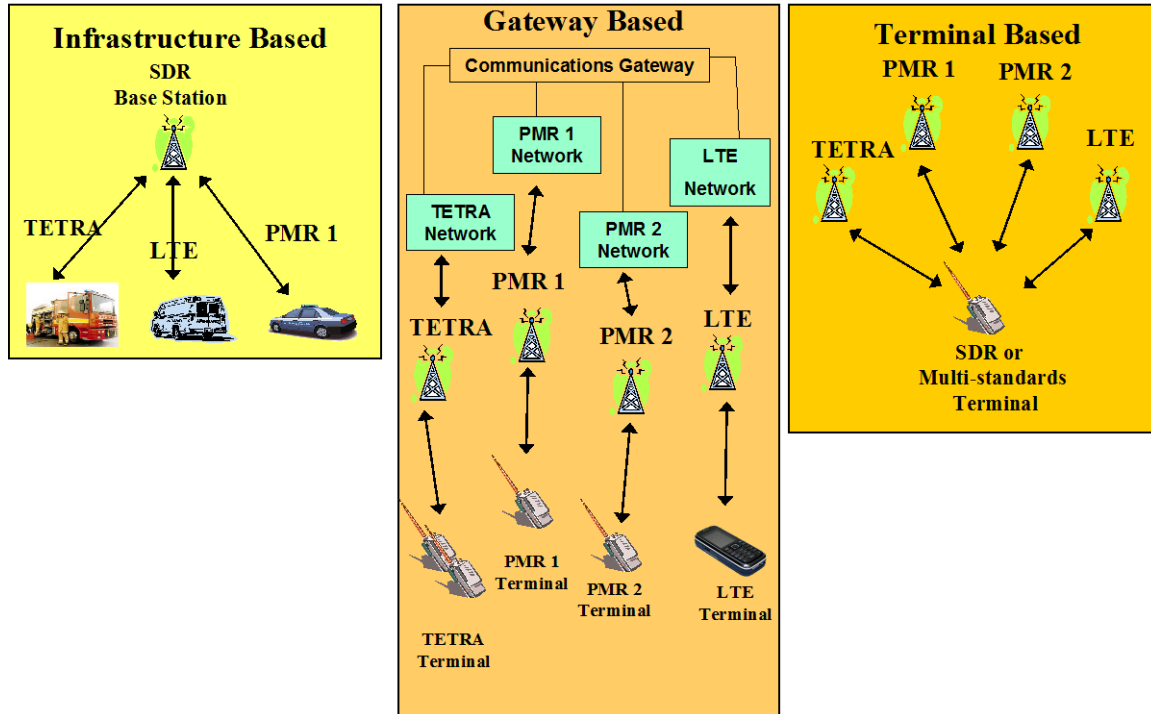 Infrastructure Based
SDR
Base Station
TETRA
LTE
PMR 1
Gateway Based
Communications Gateway
PMR 1
Network
LTE
Network
TETRA
Network
PMR 2
Network
PMR 1
TETRA
PMR 2
LTE
PMR 1
Terminal
PMR 2
Terminal
LTE
Terminal
TETRA
Terminal
Terminal Based
PMR 1
PMR 2
TETRA
LTE
SDR or
Multi-standards
Terminal